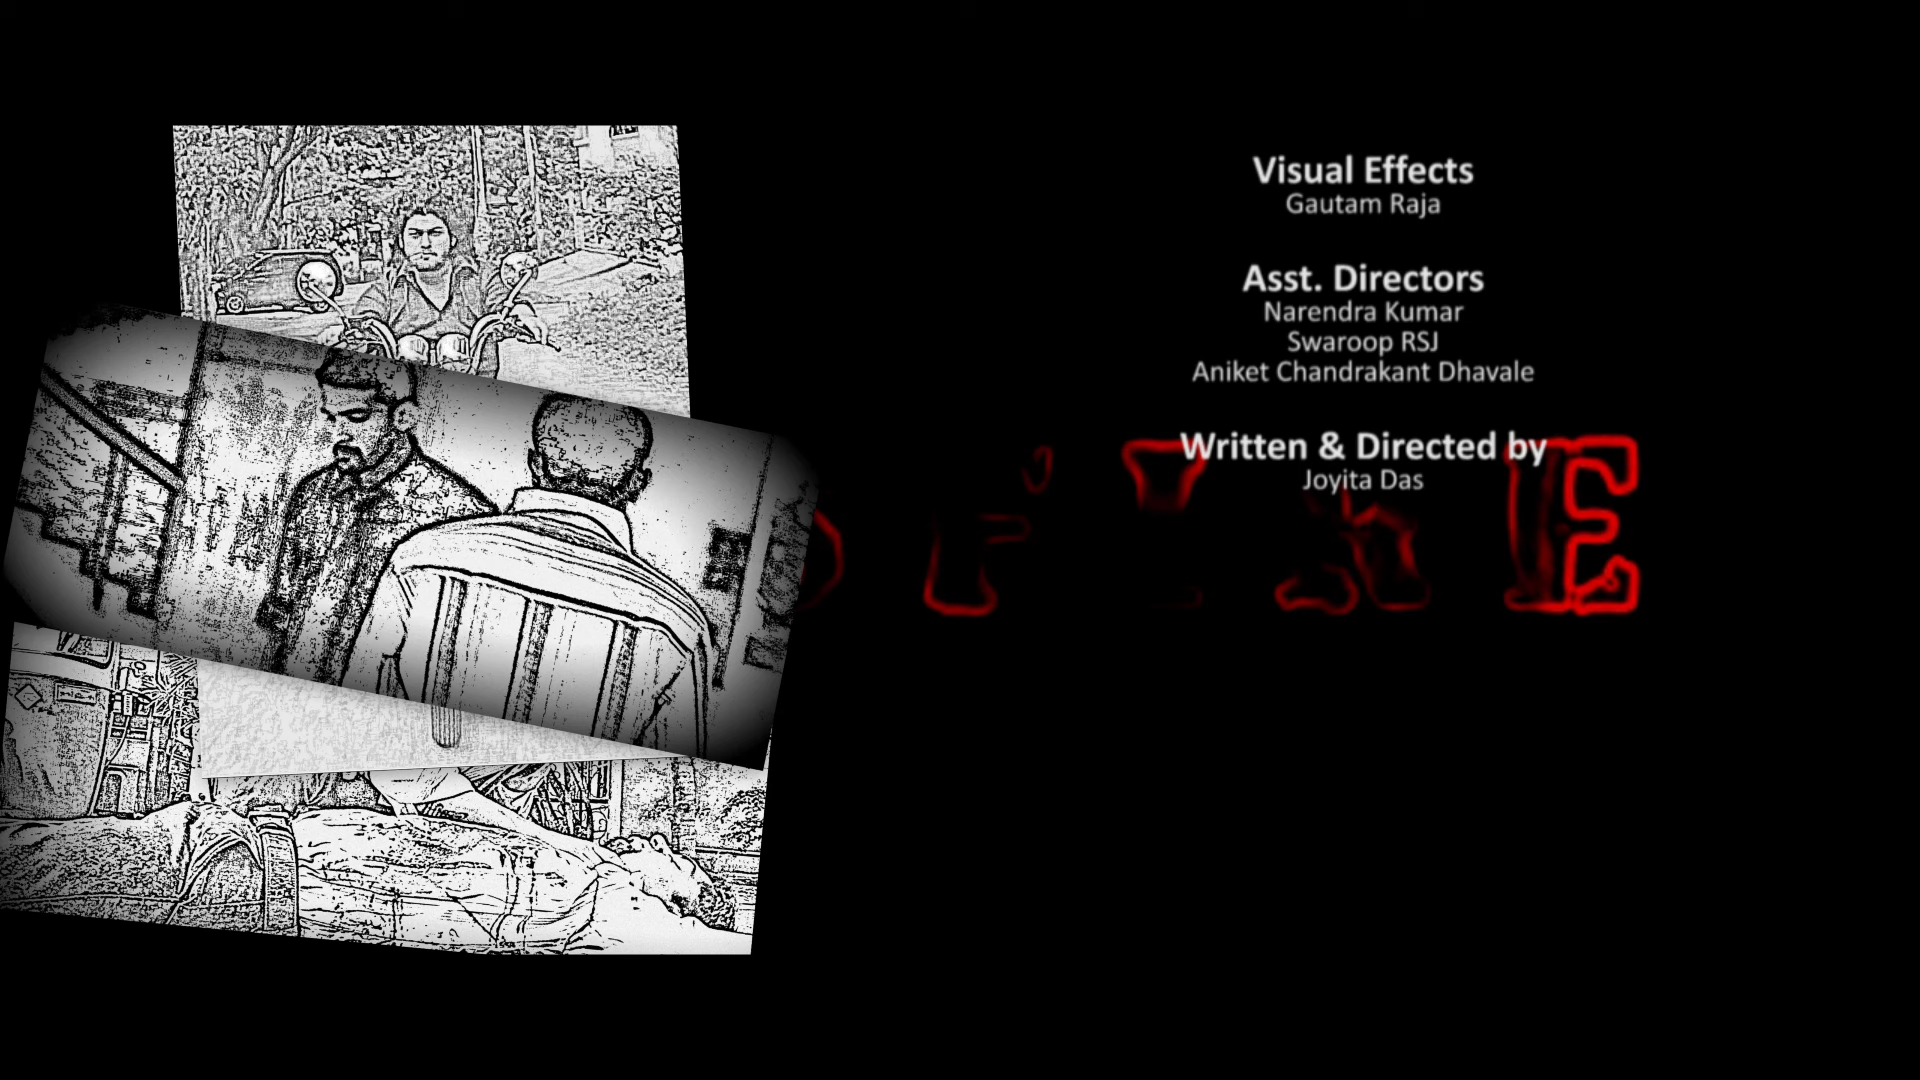 Visual Effects
Gautam Raja
Asst. Directors
Narendra Kumar
Swaroop RSJ
Aniket Chandrakant Dhavale
Written & Directed by
Joyita Das